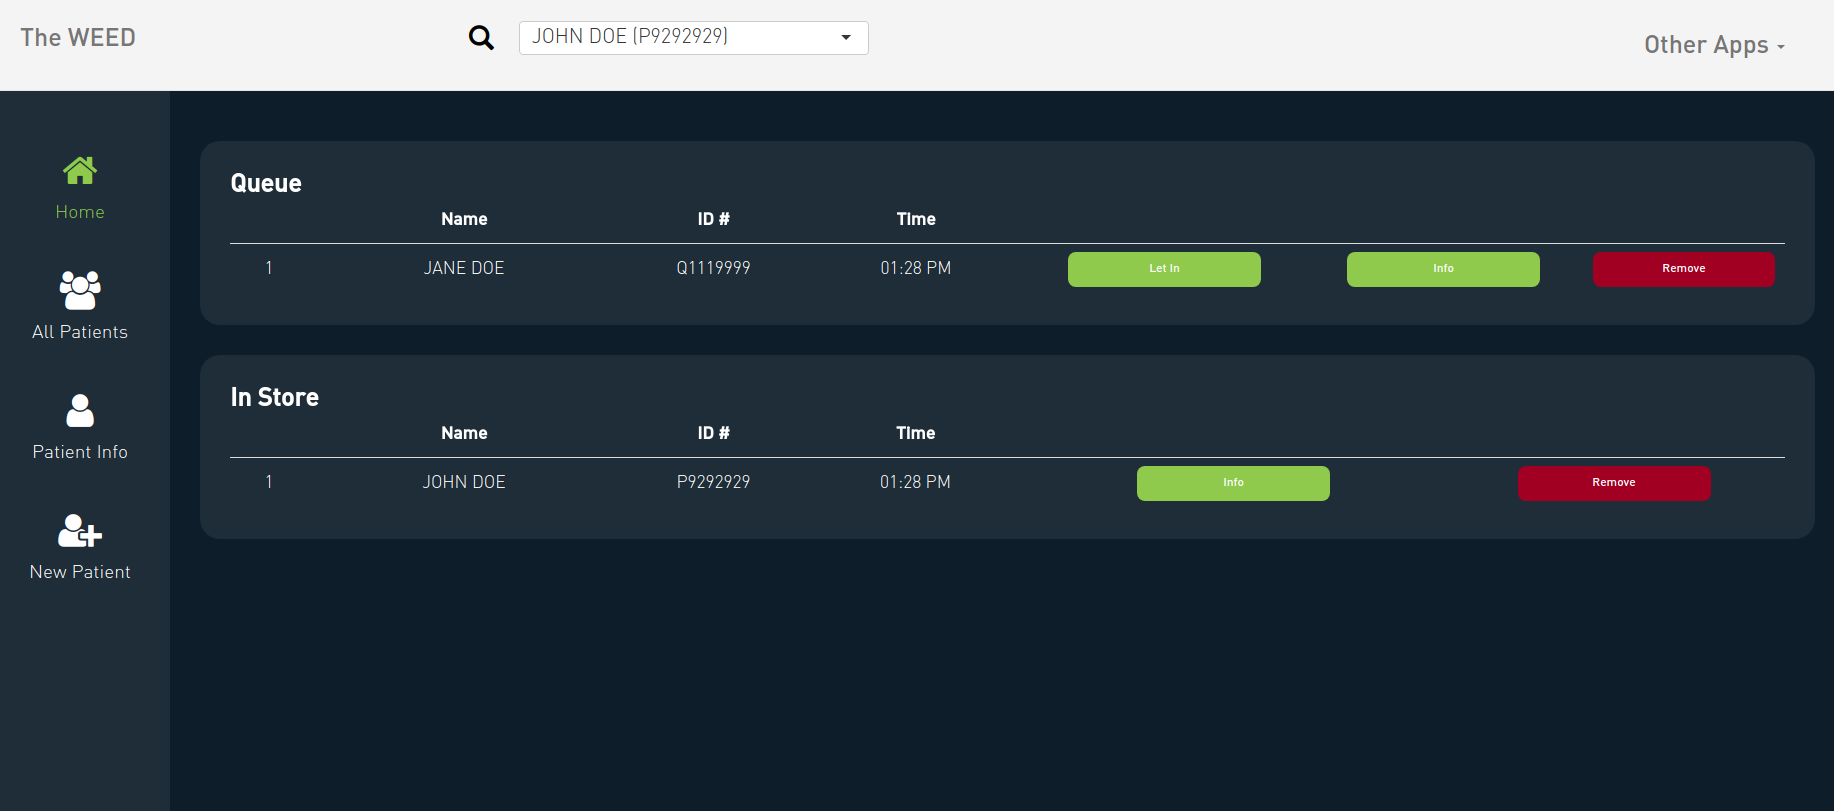 The WEED
JOHN DOE (P9292929)
Other Apps
Home
All Patients
Patient Info
New Patient
Queue
Name ID # Time
1 JANE DOE Q1119999 01:28 PM Let In Info Remove
In Store
Name ID # Time
1 JOHN DOE P9292929 01:28 PM Info Remove